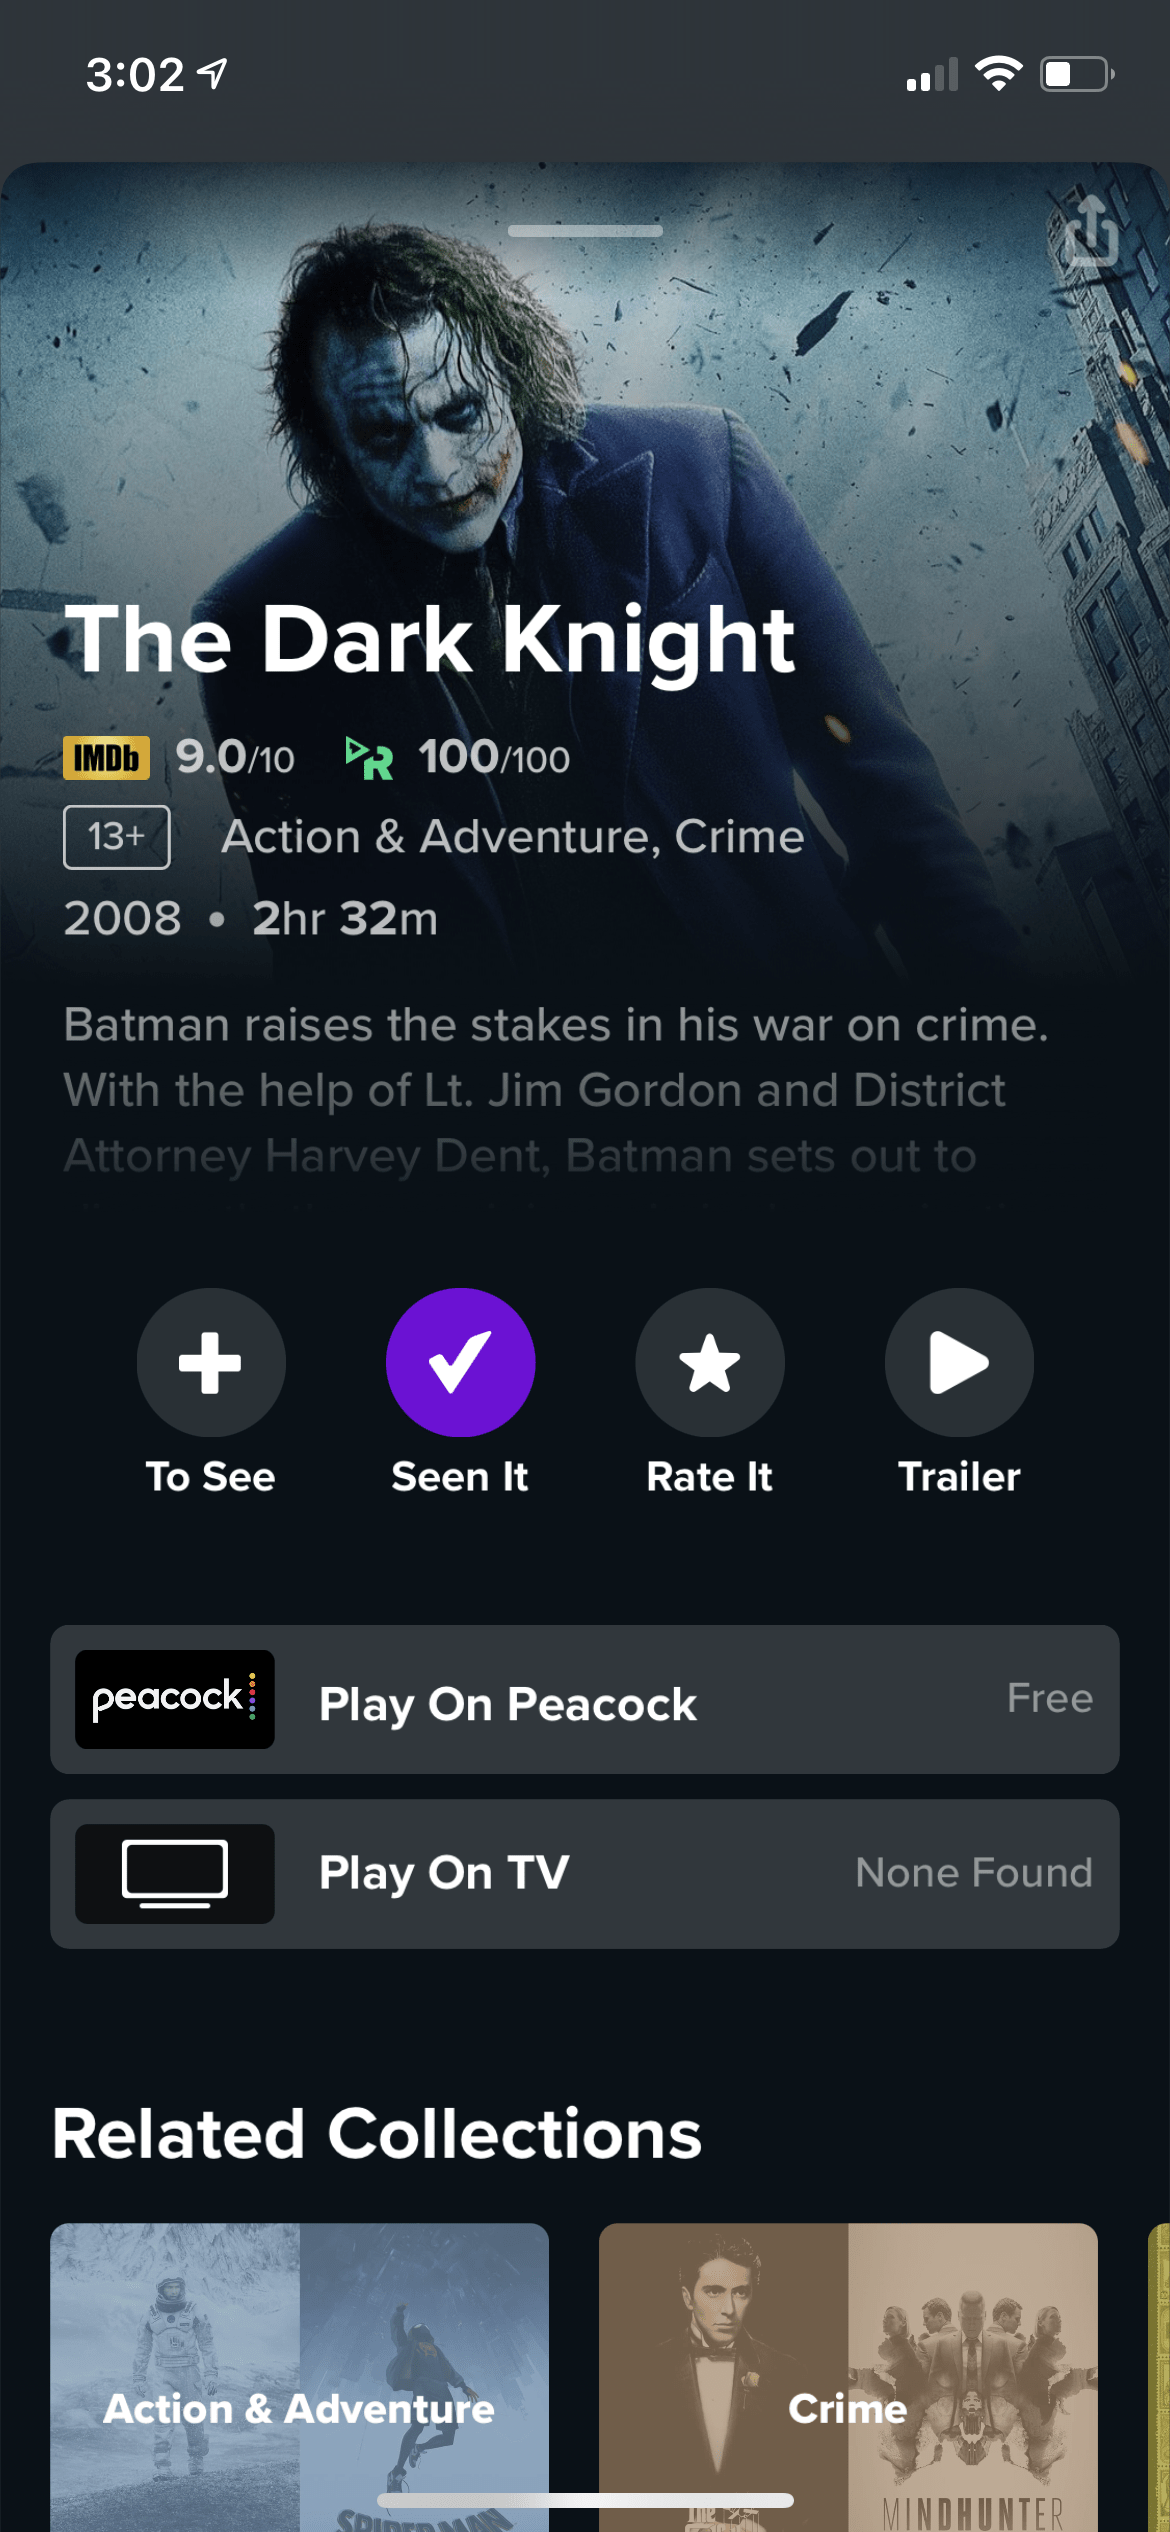 3:02
The Dark Knight
IMDb 9.0/10 R 100/100
13+ Action & Adventure, Crime
2008 • 2hr 32m
Batman raises the stakes in his war on crime.
With the help of Lt. Jim Gordon and District
Attorney Harvey Dent, Batman sets out to
To See Seen It Rate It Trailer
peacock Play On Peacock Free
Play On TV None Found
Related Collections
Action & Adventure Crime
SPIDER-MAN The MINDHUNTER